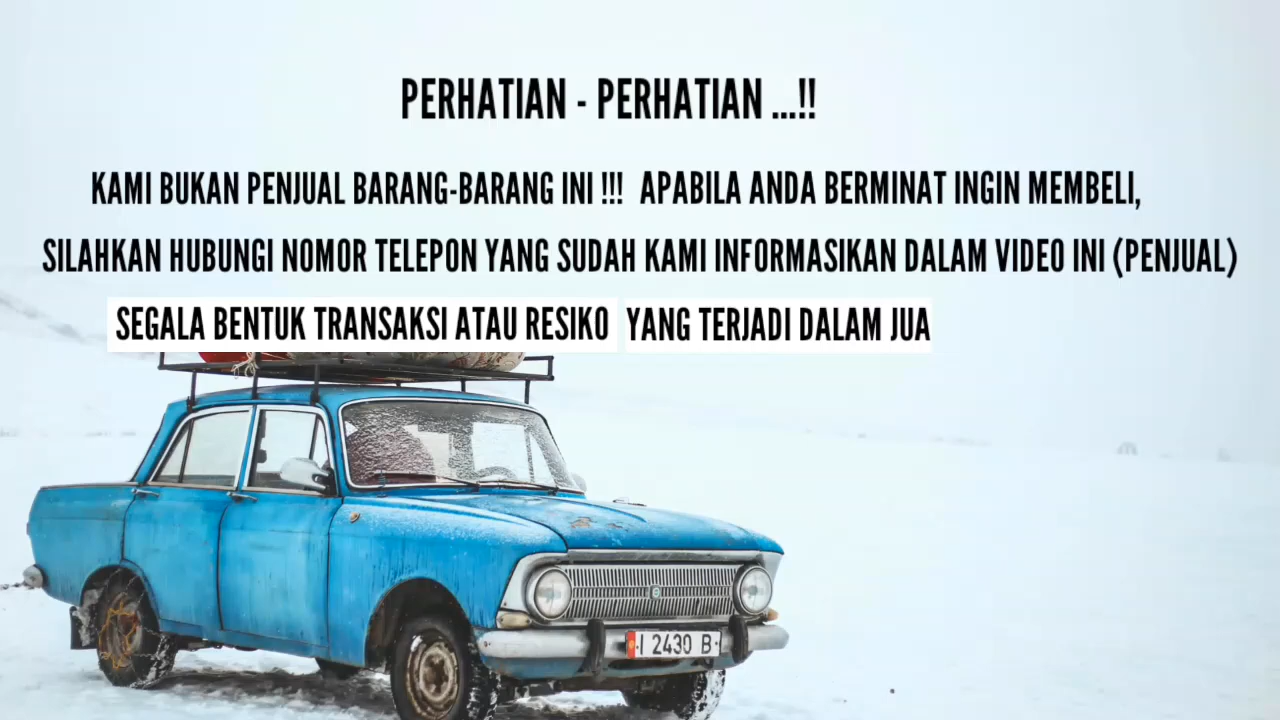 PERHATIAN - PERHATIAN ...!!
KAMI BUKAN PENJUAL BARANG-BARANG INI !!! APABILA ANDA BERMINAT INGIN MEMBELI,
SILAHKAN HUBUNGI NOMOR TELEPON YANG SUDAH KAMI INFORMASIKAN DALAM VIDEO INI (PENJUAL)
SEGALA BENTUK TRANSAKSI ATAU RESIKO YANG TERJADI DALAM JUA
I 2430 B